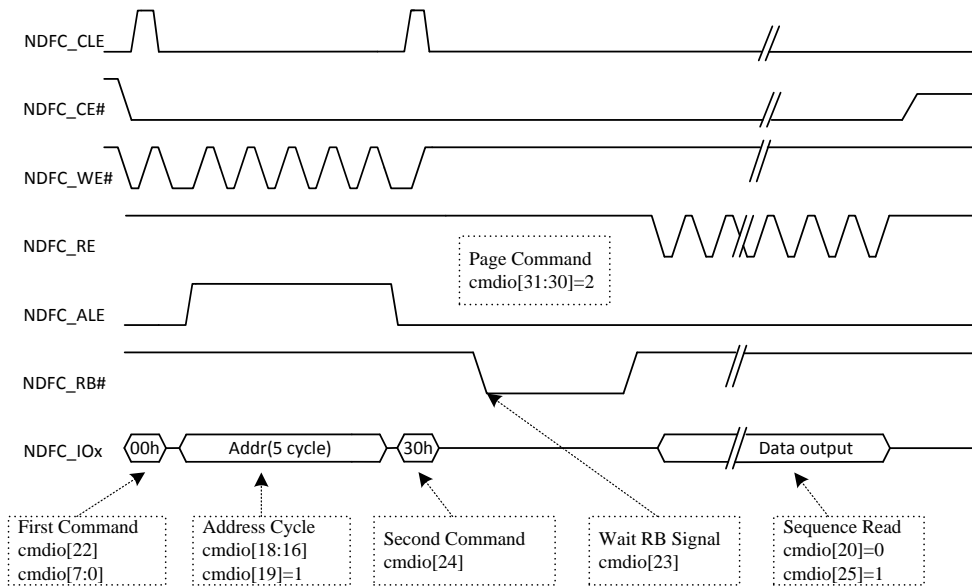 NDFC_CLE
NDFC_CE#
NDFC_WE#
NDFC_RE
Page Command
cmdio[31:30]=2
NDFC_ALE
NDFC_RB#
NDFC_IOx
00h
Addr(5 cycle)
30h
Data output
First Command
cmdio[22]
cmdio[7:0]
Address Cycle
cmdio[18:16]
cmdio[19]=1
Second Command
cmdio[24]
Wait RB Signal
cmdio[23]
Sequence Read
cmdio[20]=0
cmdio[25]=1